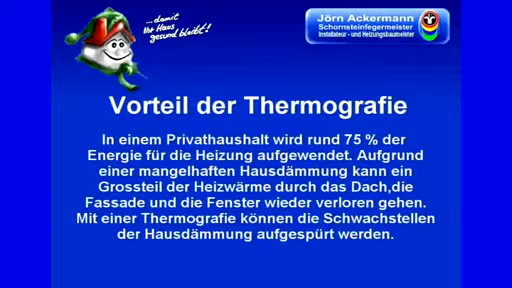 ...damit
Ihr Haus
gesund bleibt!
Jörn Ackermann
Schornsteinfegermeister
Installateur - und Heizungsbaumeister
Vorteil der Thermografie
In einem Privathaushalt wird rund 75 % der
Energie für die Heizung aufgewendet. Aufgrund
einer mangelhaften Hausdämmung kann ein
Grossteil der Heizwärme durch das Dach,die
Fassade und die Fenster wieder verloren gehen.
Mit einer Thermografie können die Schwachstellen
der Hausdämmung aufgespürt werden.